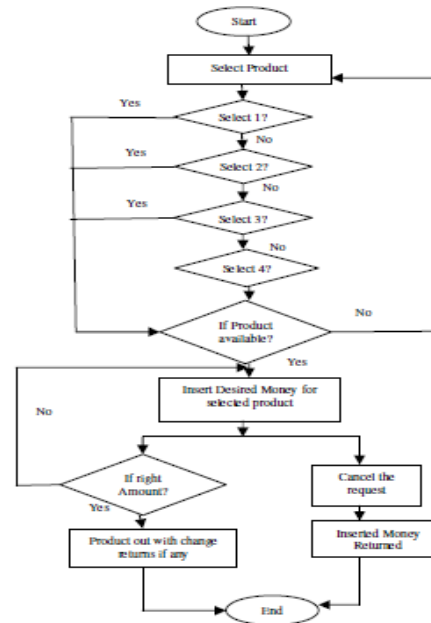 Start
Select Product
Yes
Select 1?
No
Yes
Select 2?
No
Yes
Select 3?
No
Select 4?
If Product
available?
No
Yes
Insert Desired Money for
selected product
No
If right
Amount?
Yes
Cancel the
request
Product out with change
returns if any
Inserted Money
Returned
End